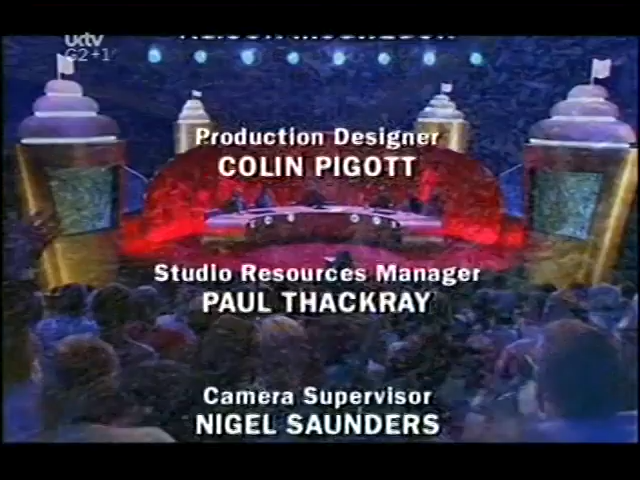 uktv
G2+1
Production Designer
COLIN PIGOTT
Studio Resources Manager
PAUL THACKRAY
Camera Supervisor
NIGEL SAUNDERS